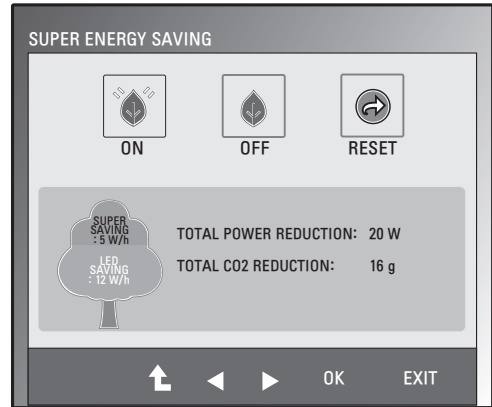 SUPER ENERGY SAVING
ON OFF RESET
SUPER
SAVING
: 5 W/h
LED
SAVING
: 12 W/h
TOTAL POWER REDUCTION: 20 W
TOTAL CO2 REDUCTION: 16 g
OK EXIT